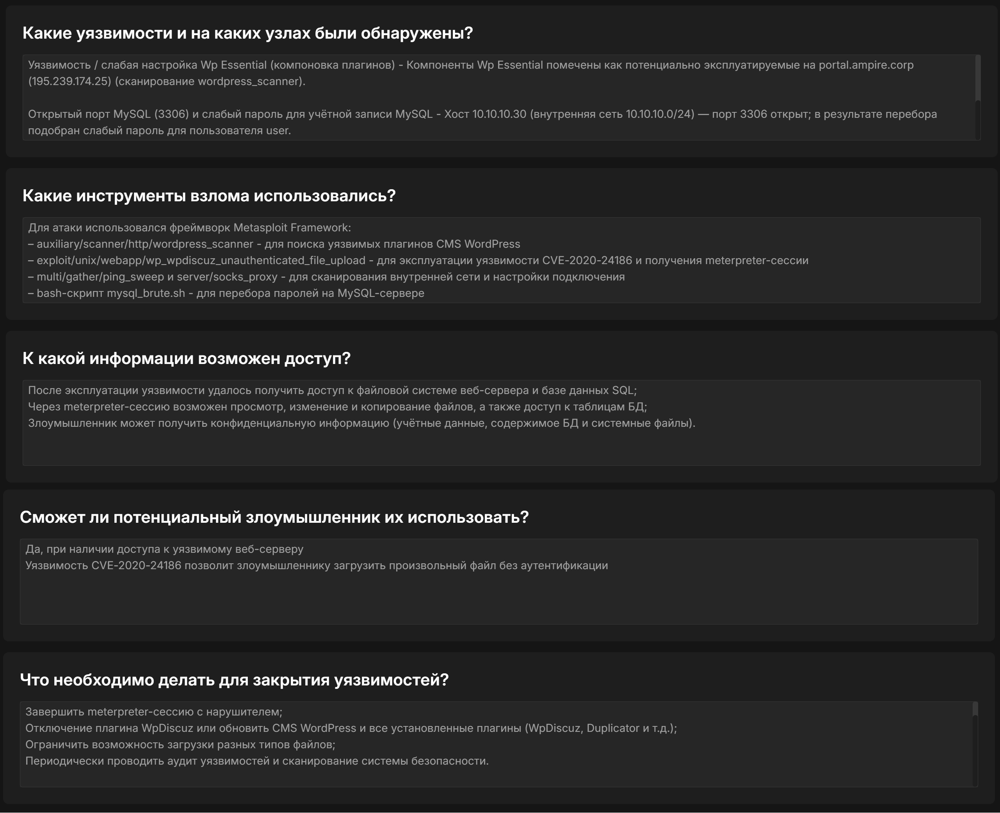 Какие уязвимости и на каких узлах были обнаружены?
Уязвимость / слабая настройка Wp Essential (компоновка плагинов) - Компоненты Wp Essential помечены как потенциально эксплуатируемые на portal.ampire.corp
(195.239.174.25) (сканирование wordpress_scanner).
Открытый порт MySQL (3306) и слабый пароль для учётной записи MySQL - Хост 10.10.10.30 (внутренняя сеть 10.10.10.0/24) — порт 3306 открыт; в результате перебора
подобран слабый пароль для пользователя user.
Какие инструменты взлома использовались?
Для атаки использовался фреймворк Metasploit Framework:
– auxiliary/scanner/http/wordpress_scanner - для поиска уязвимых плагинов CMS WordPress
– exploit/unix/webapp/wp_wpdiscuz_unauthenticated_file_upload - для эксплуатации уязвимости CVE-2020-24186 и получения meterpreter-сессии
– multi/gather/ping_sweep и server/socks_proxy - для сканирования внутренней сети и настройки подключения
– bash-скрипт mysql_brute.sh - для перебора паролей на MySQL-сервере
К какой информации возможен доступ?
После эксплуатации уязвимости удалось получить доступ к файловой системе веб-сервера и базе данных SQL;
Через meterpreter-сессию возможен просмотр, изменение и копирование файлов, а также доступ к таблицам БД;
Злоумышленник может получить конфиденциальную информацию (учётные данные, содержимое БД и системные файлы).
Сможет ли потенциальный злоумышленник их использовать?
Да, при наличии доступа к уязвимому веб-серверу
Уязвимость CVE-2020-24186 позволит злоумышленнику загрузить произвольный файл без аутентификации
Что необходимо делать для закрытия уязвимостей?
Завершить meterpreter-сессию с нарушителем;
Отключение плагина WpDiscuz или обновить CMS WordPress и все установленные плагины (WpDiscuz, Duplicator и т.д.);
Ограничить возможность загрузки разных типов файлов;
Периодически проводить аудит уязвимостей и сканирование системы безопасности.